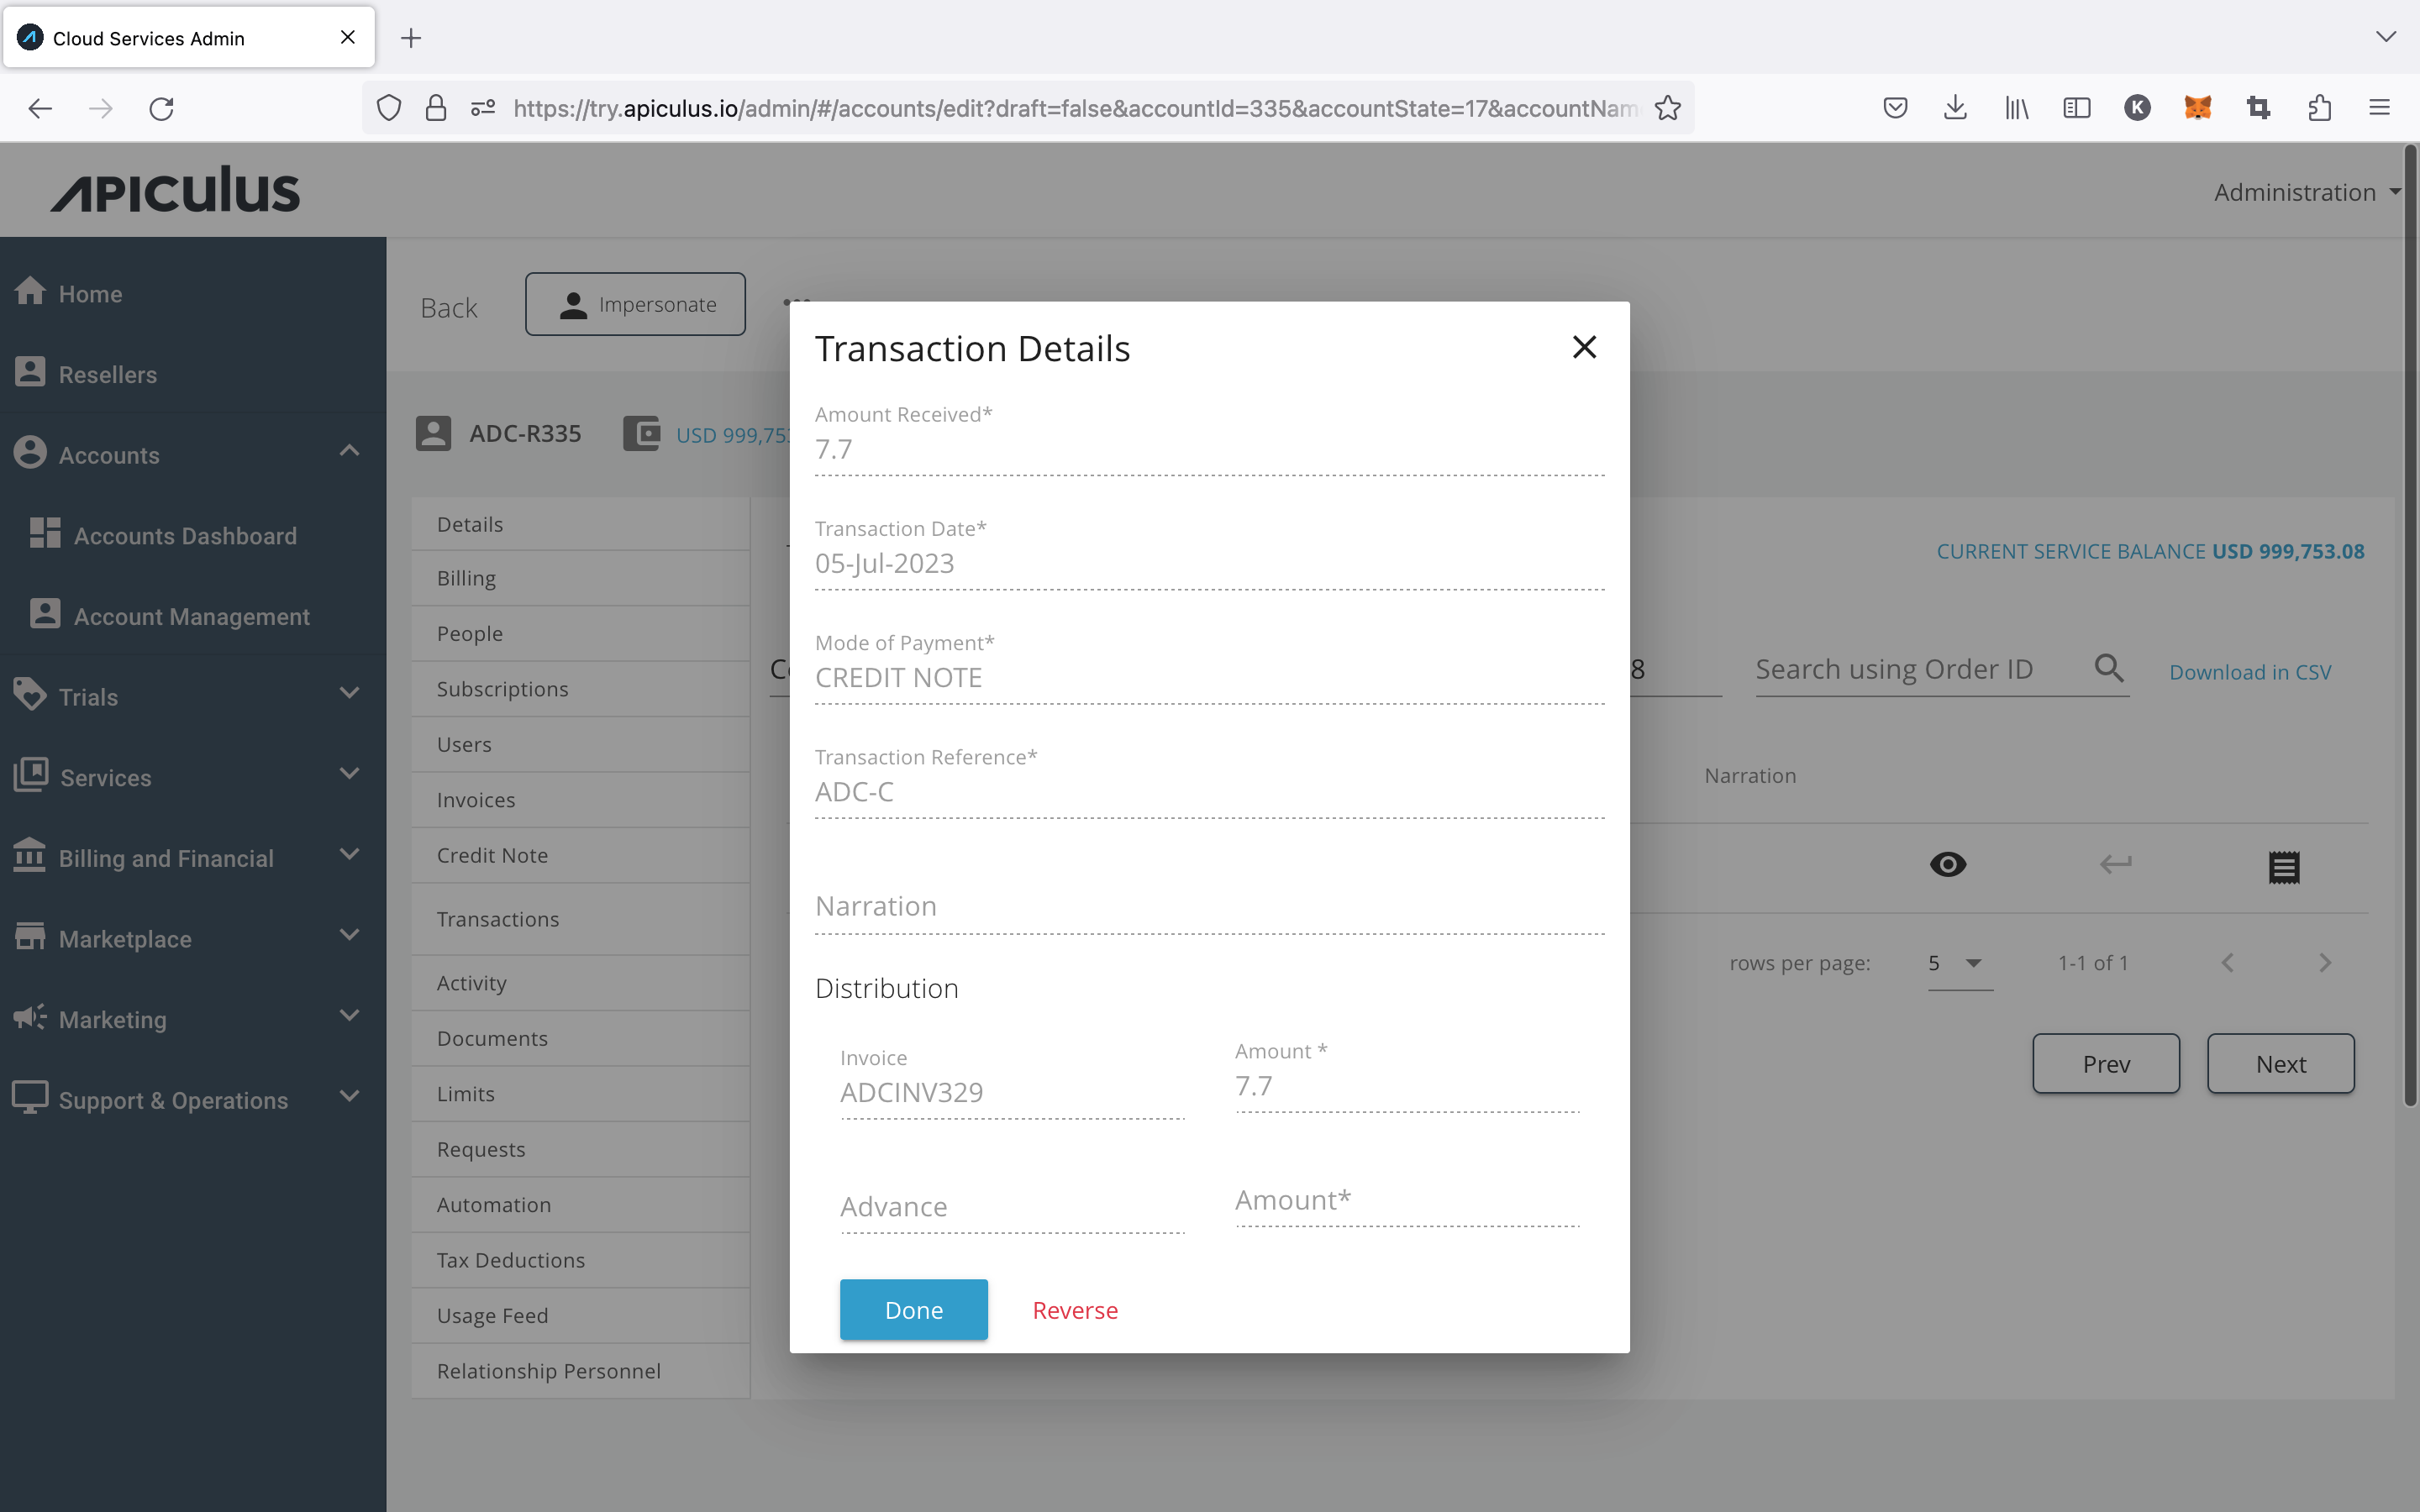 Cloud Services Admin
https://try.apiculus.io/admin/#/accounts/edit?draft=false&accountId=335&accountState=17&accountNam
K
APICULUS
Administration
Home
Resellers
Accounts
Accounts Dashboard
Account Management
Trials
Services
Billing and Financial
Marketplace
Marketing
Support & Operations
Back
Impersonate
ADC-R335
USD 999,753
Details
Billing
People
Subscriptions
Users
Invoices
Credit Note
Transactions
Activity
Documents
Limits
Requests
Automation
Tax Deductions
Usage Feed
Relationship Personnel
Transaction Details
Amount Received*
7.7
Transaction Date*
05-Jul-2023
Mode of Payment*
CREDIT NOTE
Transaction Reference*
ADC-C
Narration
Distribution
Invoice
ADCINV329
Amount *
7.7
Advance
Amount*
Done
Reverse
CURRENT SERVICE BALANCE USD 999,753.08
8
Search using Order ID
Download in CSV
Narration
rows per page:
5
1-1 of 1
Prev
Next